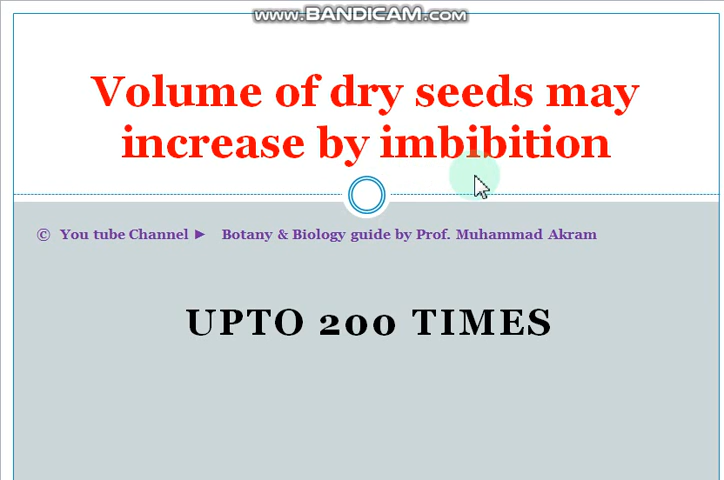 www.BANDICAM.com
Volume of dry seeds may
increase by imbibition
© You tube Channel ► Botany & Biology guide by Prof. Muhammad Akram
UPTO 200 TIMES